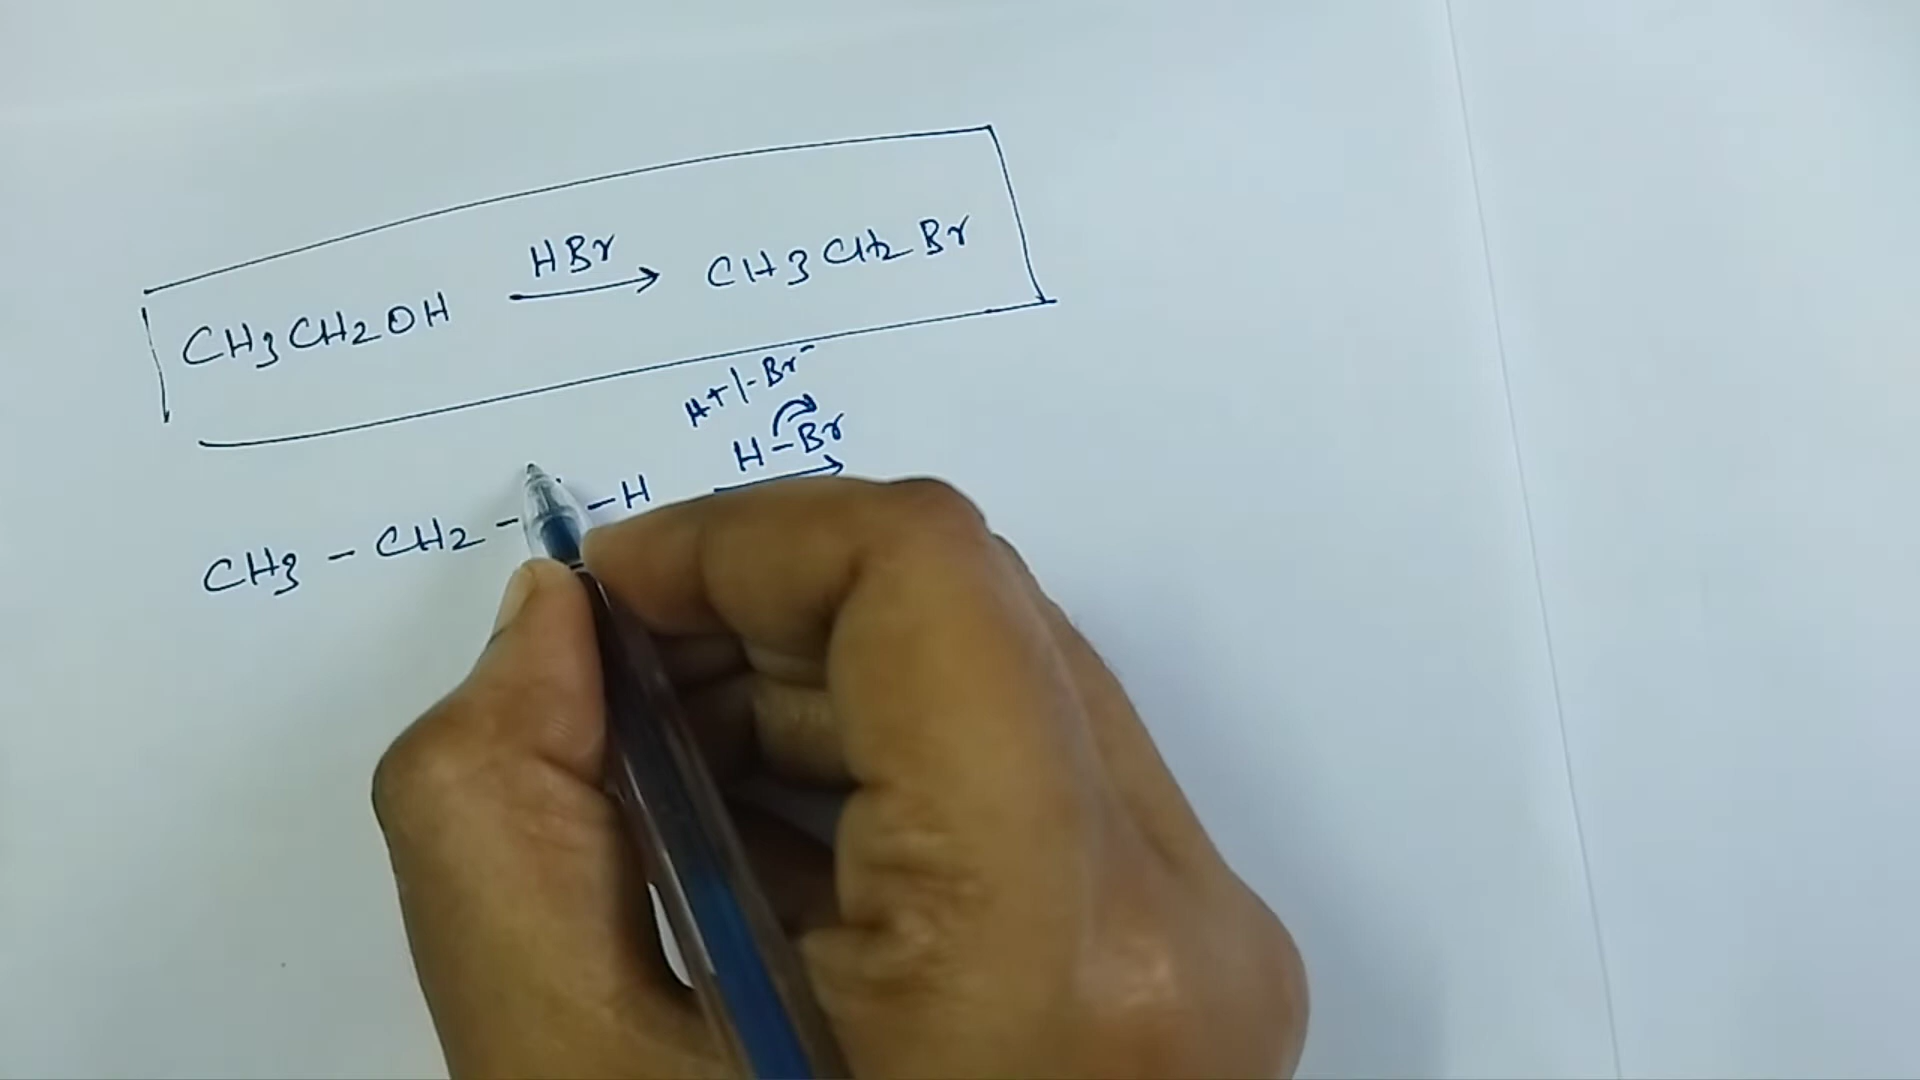 CH3CH2OH HBr → CH3CH2Br
H+/-Br-
H-Br →
CH3-CH2- -H